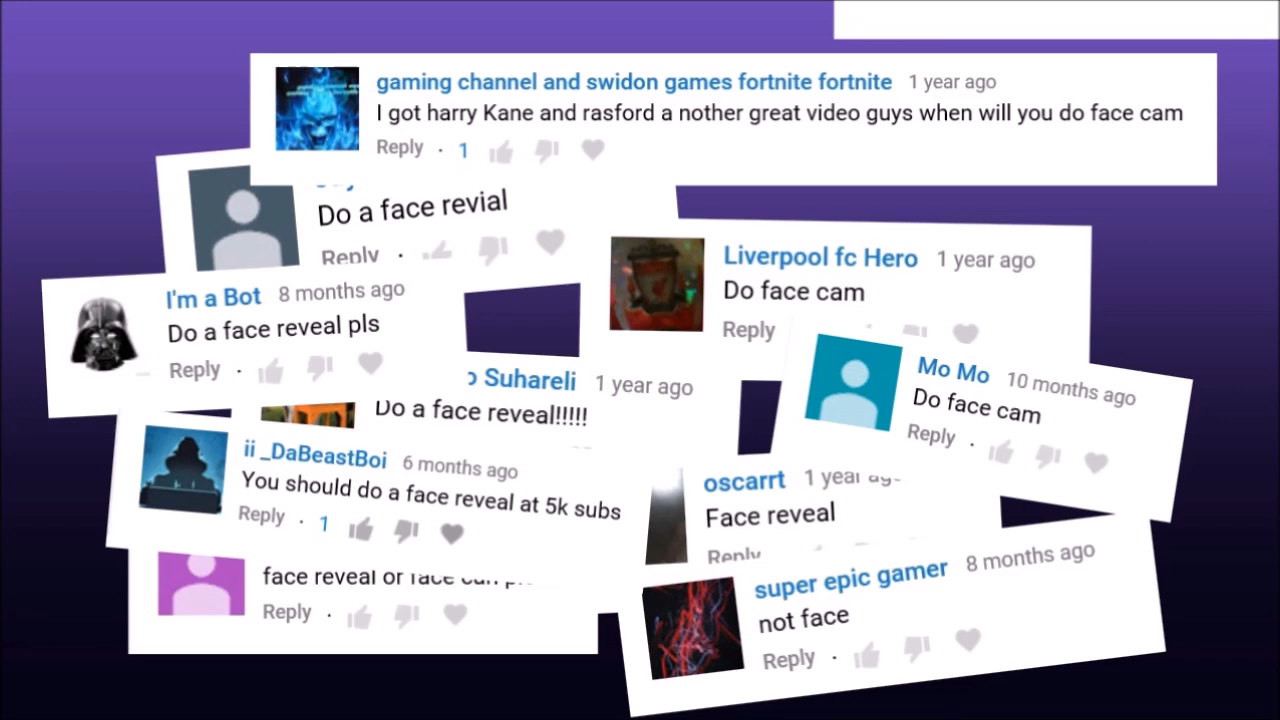 gaming channel and swidon games fortnite fortnite 1 year ago
I got harry Kane and rasford a nother great video guys when will you do face cam
Reply · 1
Do a face revial
Reply ·
Liverpool fc Hero 1 year ago
Do face cam
Reply
I'm a Bot 8 months ago
Do a face reveal pls
Reply ·
Mo Mo 10 months ago
Do face cam
Reply ·
Suhareli 1 year ago
Do a face reveal!!!!!
ii _DaBeastBoi 6 months ago
You should do a face reveal at 5k subs
Reply · 1
oscarrt 1 year ago
Face reveal
Reply
face reveal or face
Reply ·
super epic gamer 8 months ago
not face
Reply ·